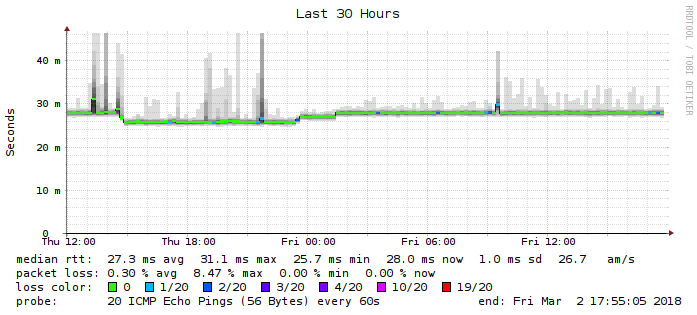 Last 30 Hours
RRDTOOL / TOBI OETIKER
Seconds
40 m
30 m
20 m
10 m
0
Thu 12:00 Thu 18:00 Fri 00:00 Fri 06:00 Fri 12:00
median rtt: 27.3 ms avg 31.1 ms max 25.7 ms min 28.0 ms now 1.0 ms sd 26.7 am/s
packet loss: 0.30 % avg 8.47 % max 0.00 % min 0.00 % now
loss color: 0 1/20 2/20 3/20 4/20 10/20 19/20
probe: 20 ICMP Echo Pings (56 Bytes) every 60s end: Fri Mar 2 17:55:05 2018